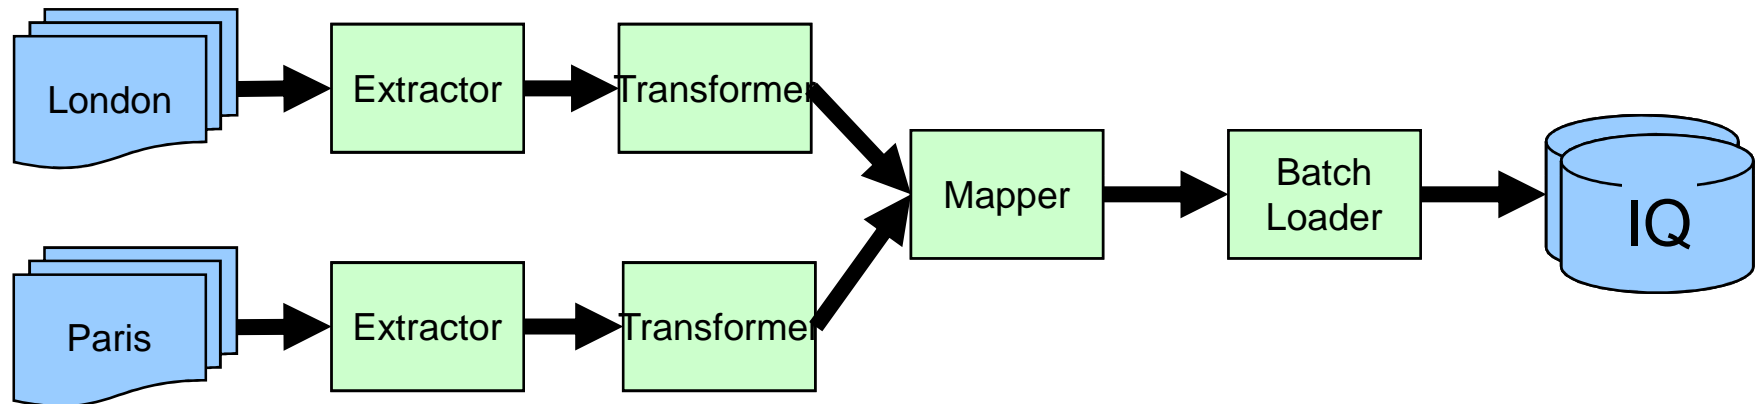 London
Extractor
Transformer
Mapper
Batch
Loader
IQ
Paris
Extractor
Transformer